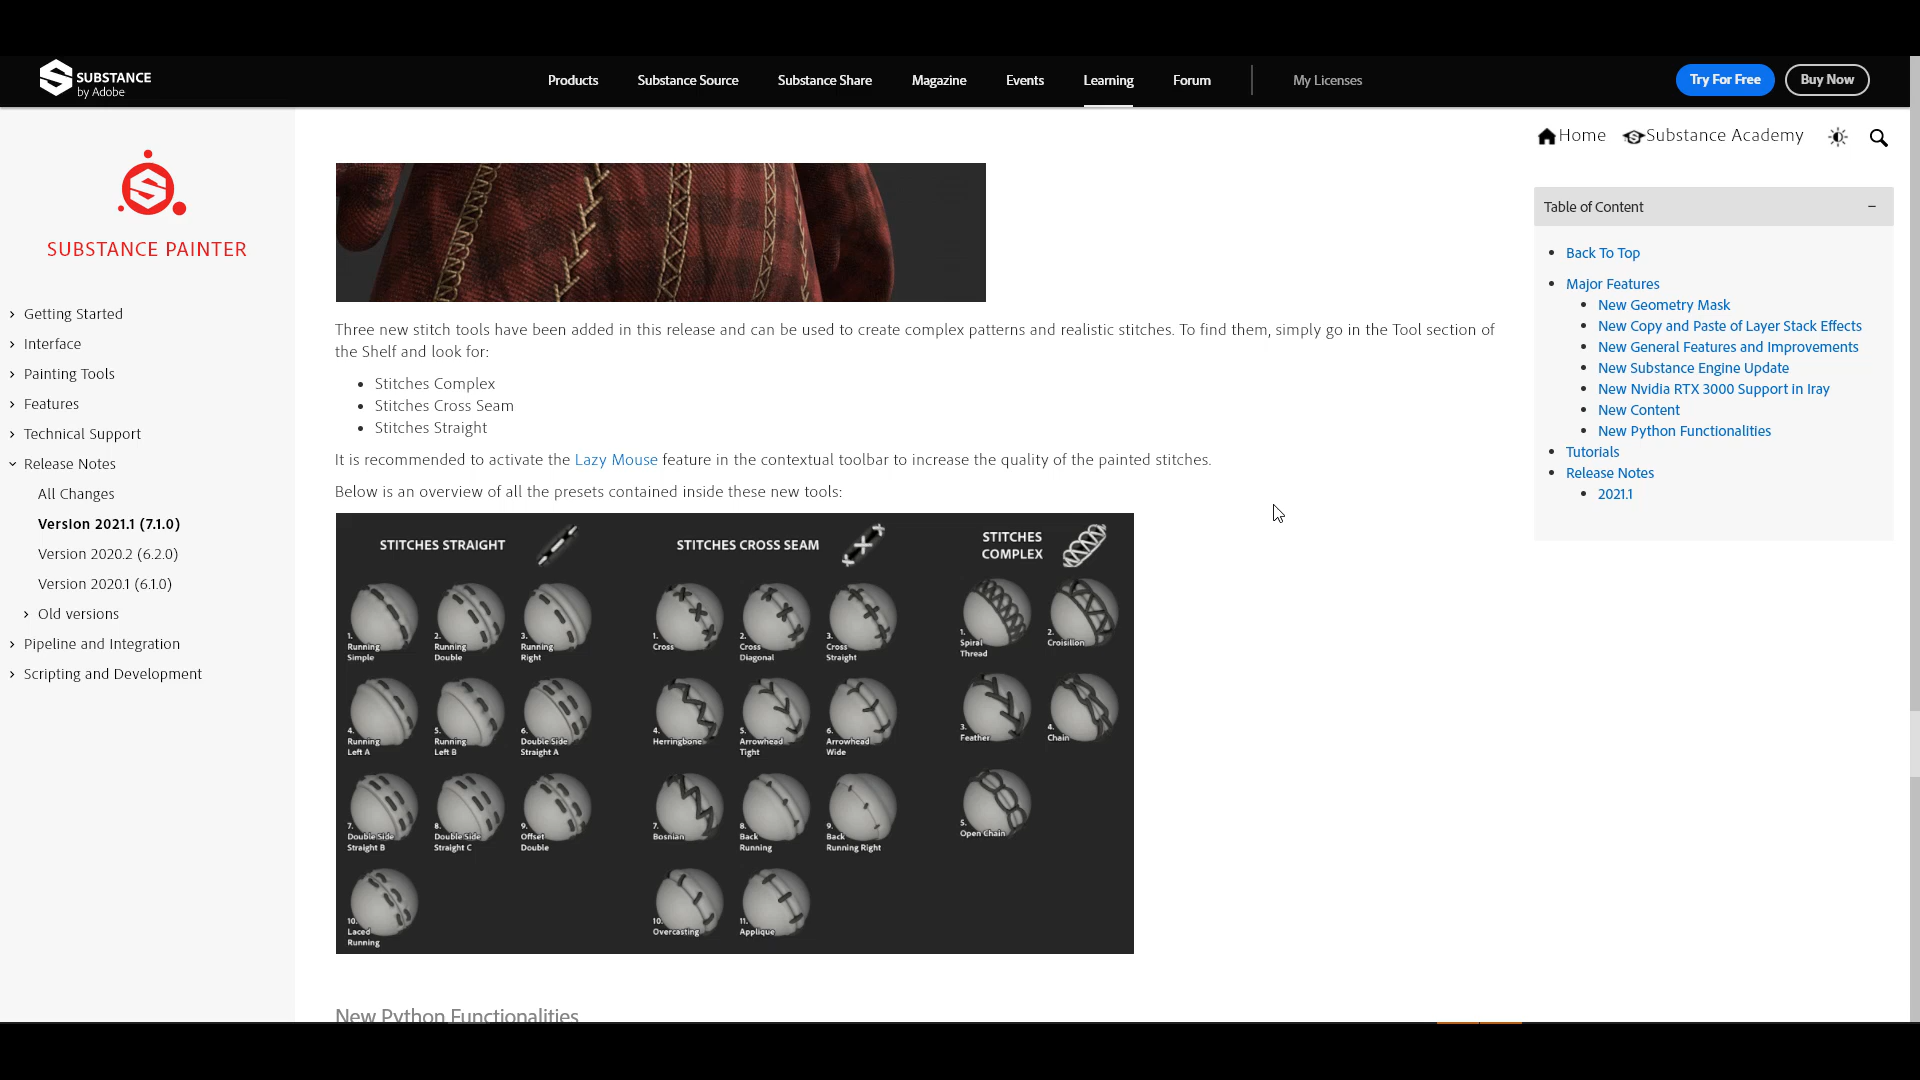 SUBSTANCE
by Adobe
Products
Substance Source
Substance Share
Magazine
Events
Learning
Forum
My Licenses
Try For Free
Buy Now
Home
Substance Academy
SUBSTANCE PAINTER
Getting Started
Interface
Painting Tools
Features
Technical Support
Release Notes
All Changes
Version 2021.1 (7.1.0)
Version 2020.2 (6.2.0)
Version 2020.1 (6.1.0)
Old versions
Pipeline and Integration
Scripting and Development
Three new stitch tools have been added in this release and can be used to create complex patterns and realistic stitches. To find them, simply go in the Tool section of
the Shelf and look for:
Stitches Complex
Stitches Cross Seam
Stitches Straight
It is recommended to activate the Lazy Mouse feature in the contextual toolbar to increase the quality of the painted stitches.
Below is an overview of all the presets contained inside these new tools:
STITCHES STRAIGHT
1.
Running
Simple
2.
Running
Double
3.
Running
Right
4.
Running
Left A
5.
Running
Left B
6.
Double Side
Straight A
7.
Double Side
Straight B
8.
Double Side
Straight C
9.
Offset
Double
10.
Laced
Running
STITCHES CROSS SEAM
1.
Cross
2.
Cross
Diagonal
3.
Cross
Straight
4.
Herringbone
5.
Arrowhead
Tight
6.
Arrowhead
Wide
7.
Bosnian
8.
Back
Running
9.
Back
Running Right
10.
Overcasting
11.
Applique
STITCHES
COMPLEX
1.
Spiral
Thread
2.
Croisillon
3.
Feather
4.
Chain
5.
Open Chain
New Python Functionalities
Table of Content
Back To Top
Major Features
New Geometry Mask
New Copy and Paste of Layer Stack Effects
New General Features and Improvements
New Substance Engine Update
New Nvidia RTX 3000 Support in Iray
New Content
New Python Functionalities
Tutorials
Release Notes
2021.1